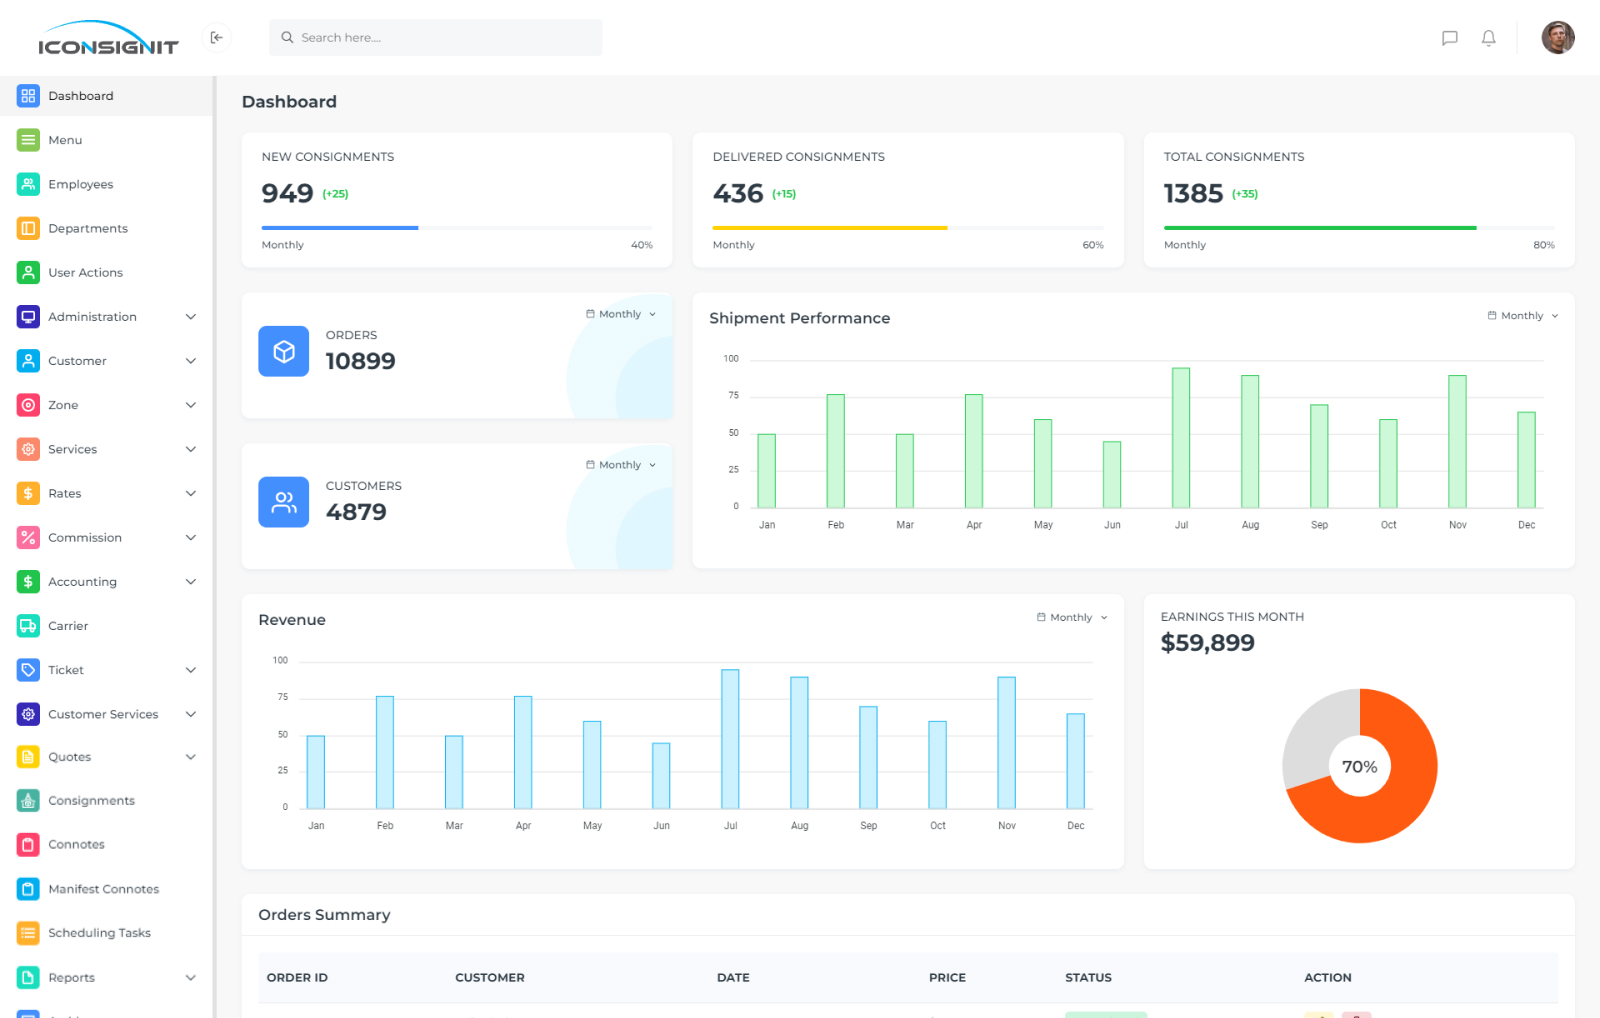 ICONSIGNIT
Search here....
Dashboard
Menu
Employees
Departments
User Actions
Administration
Customer
Zone
Services
Rates
Commission
Accounting
Carrier
Ticket
Customer Services
Quotes
Consignments
Connotes
Manifest Connotes
Scheduling Tasks
Reports
Dashboard
NEW CONSIGNMENTS
949 (+25)
Monthly 40%
DELIVERED CONSIGNMENTS
436 (+15)
Monthly 60%
TOTAL CONSIGNMENTS
1385 (+35)
Monthly 80%
Monthly
ORDERS
10899
Monthly
CUSTOMERS
4879
Shipment Performance
Monthly
100
75
50
25
0
Jan Feb Mar Apr May Jun Jul Aug Sep Oct Nov Dec
Revenue
Monthly
100
75
50
25
0
Jan Feb Mar Apr May Jun Jul Aug Sep Oct Nov Dec
EARNINGS THIS MONTH
$59,899
70%
Orders Summary
ORDER ID CUSTOMER DATE PRICE STATUS ACTION